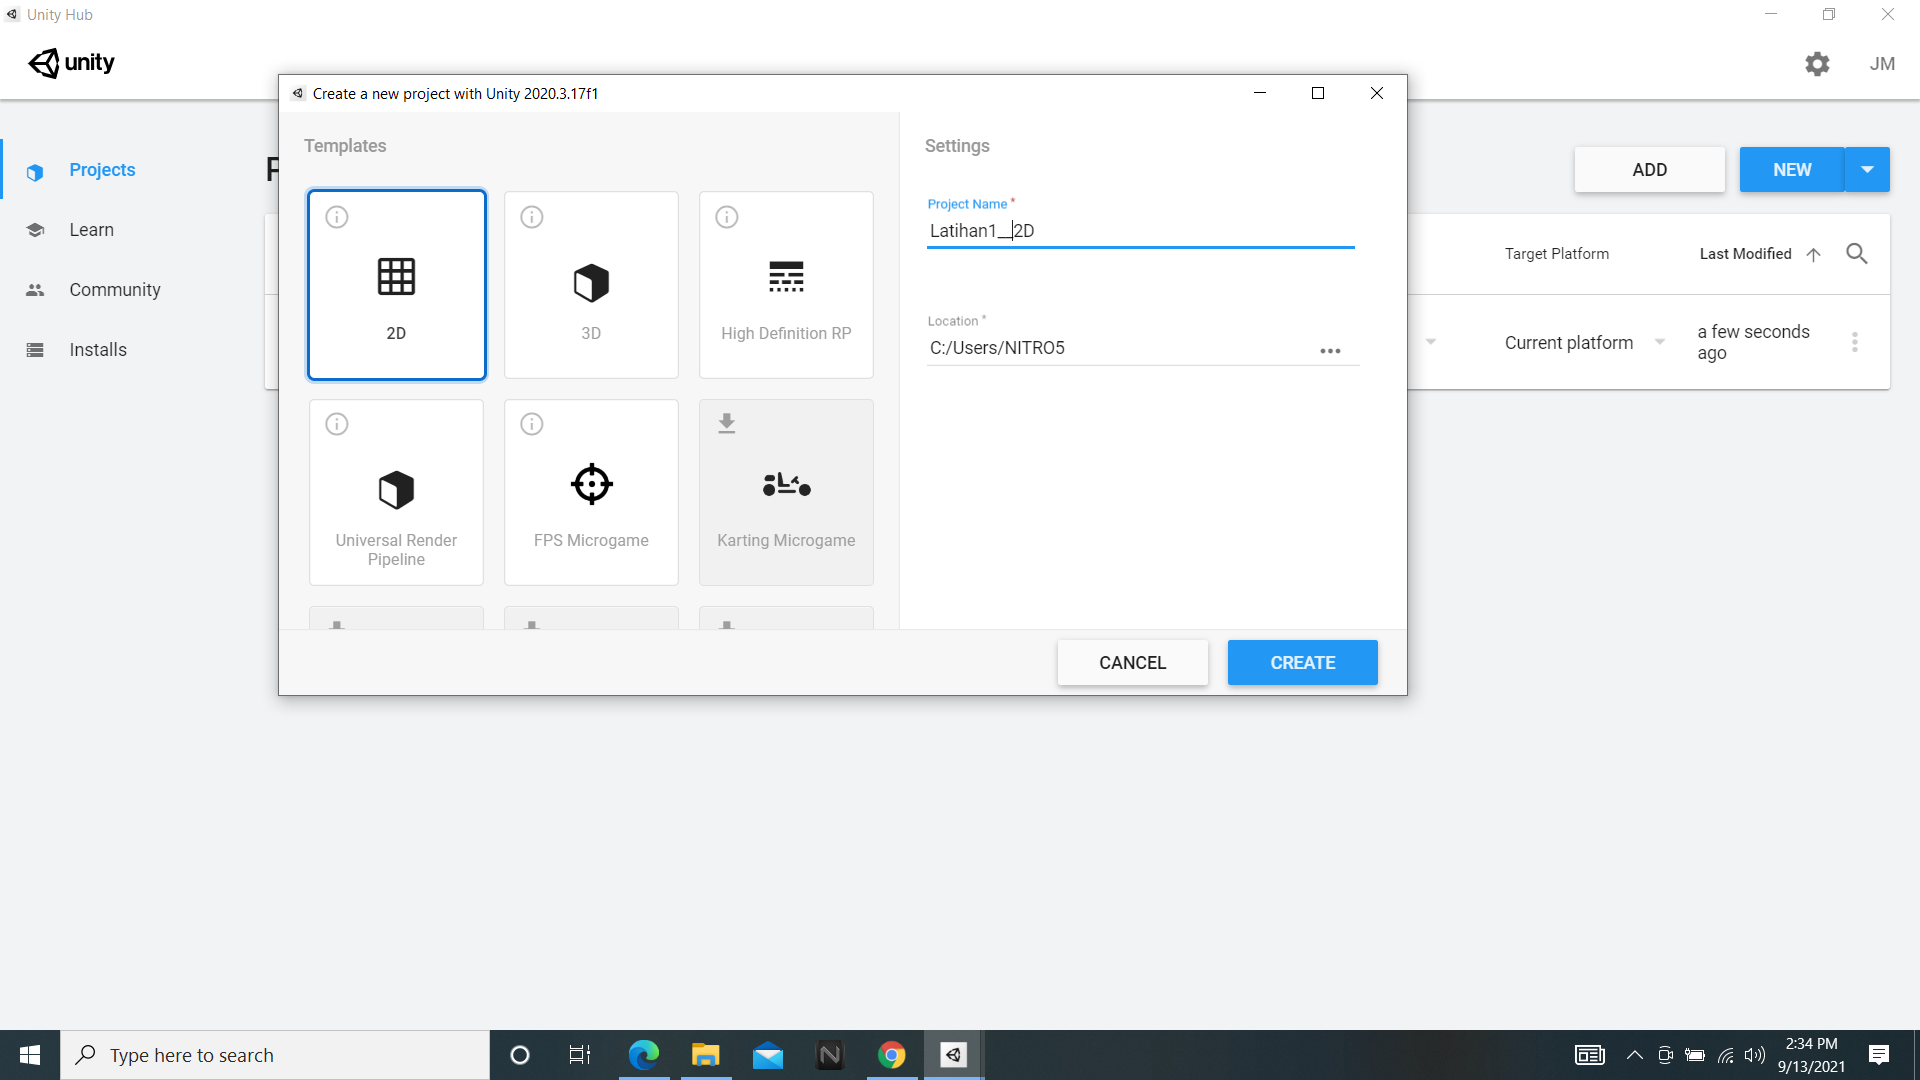 Unity Hub
unity
JM
Create a new project with Unity 2020.3.17f1
Templates
Settings
Projects
ADD
NEW
Project Name *
Latihan1__2D
Learn
Target Platform
Last Modified
2D
3D
High Definition RP
Community
Location *
C:/Users/NITRO5
...
Current platform
a few seconds
ago
Installs
Universal Render
Pipeline
FPS Microgame
Karting Microgame
CANCEL
CREATE
Type here to search
2:34 PM
9/13/2021